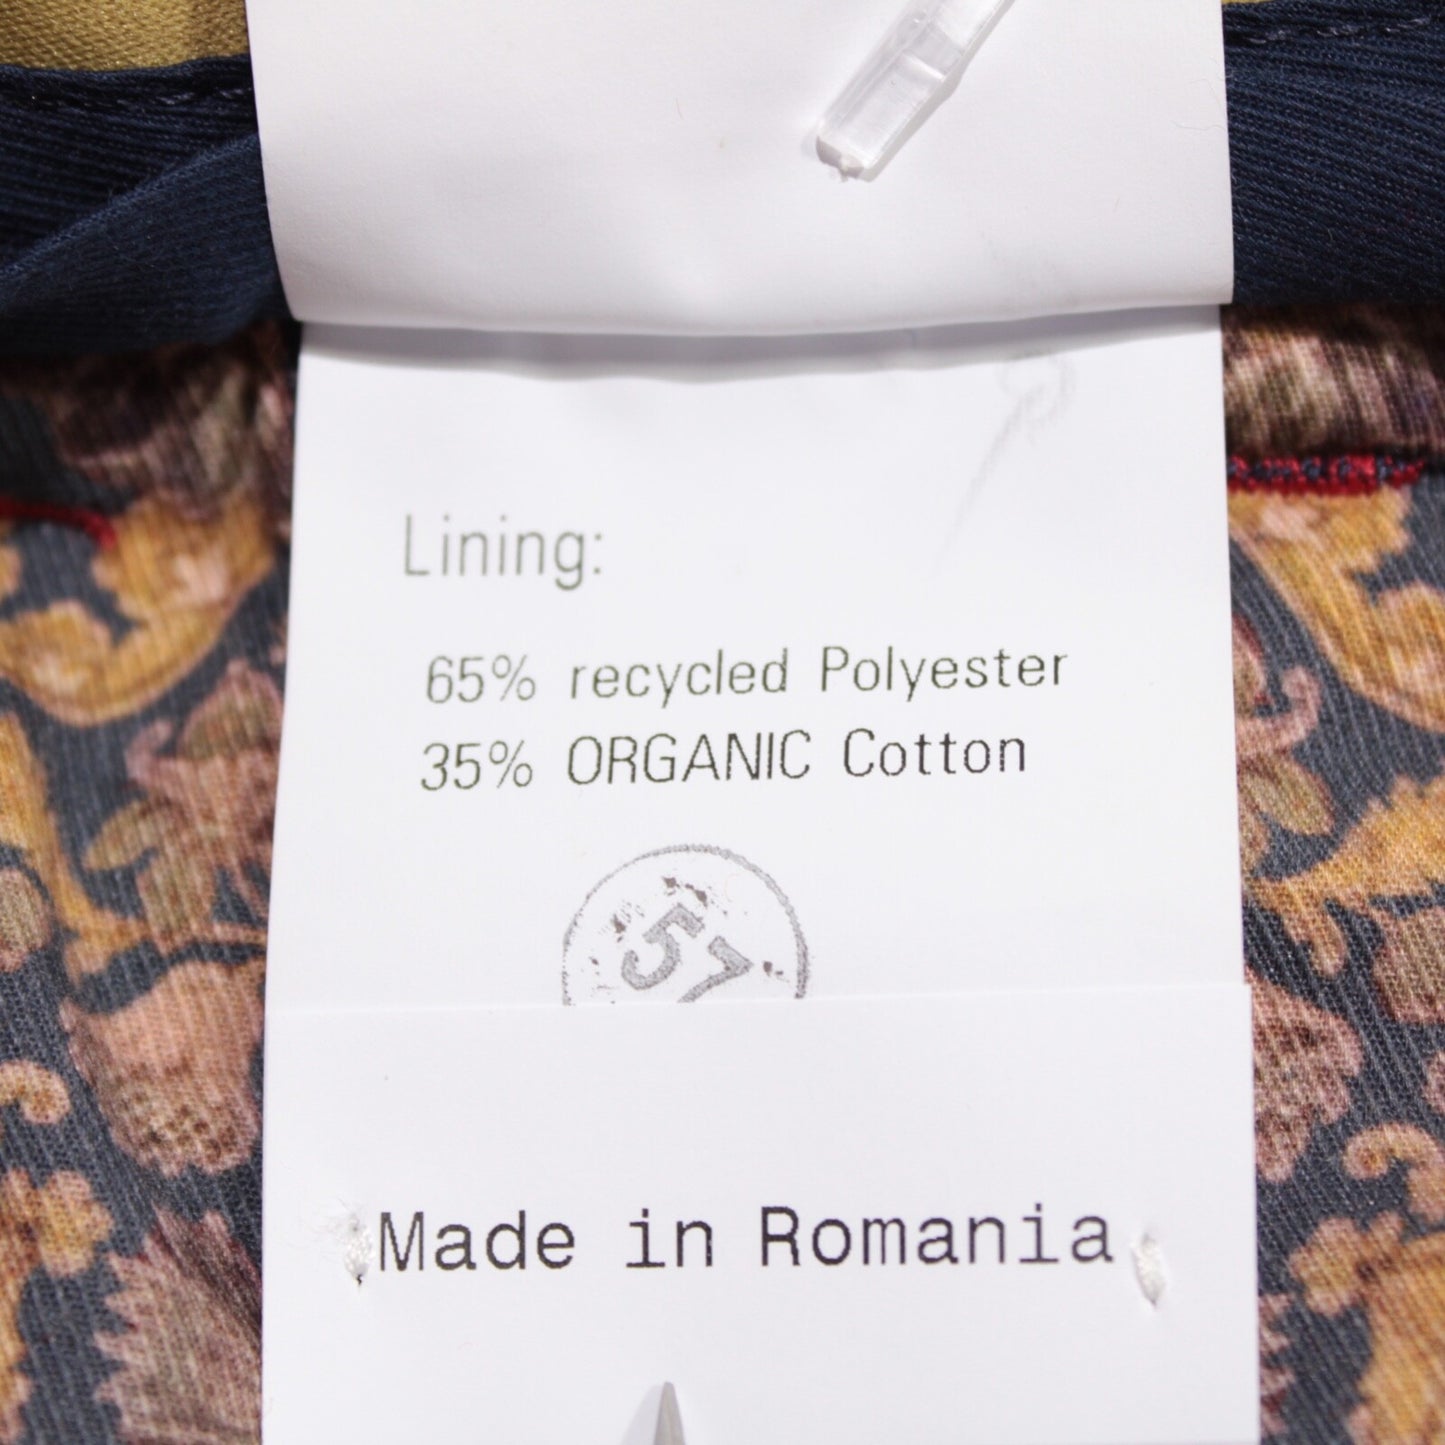 Lining:
65% recycled Polyester
35% ORGANIC Cotton
57
Made in Romania